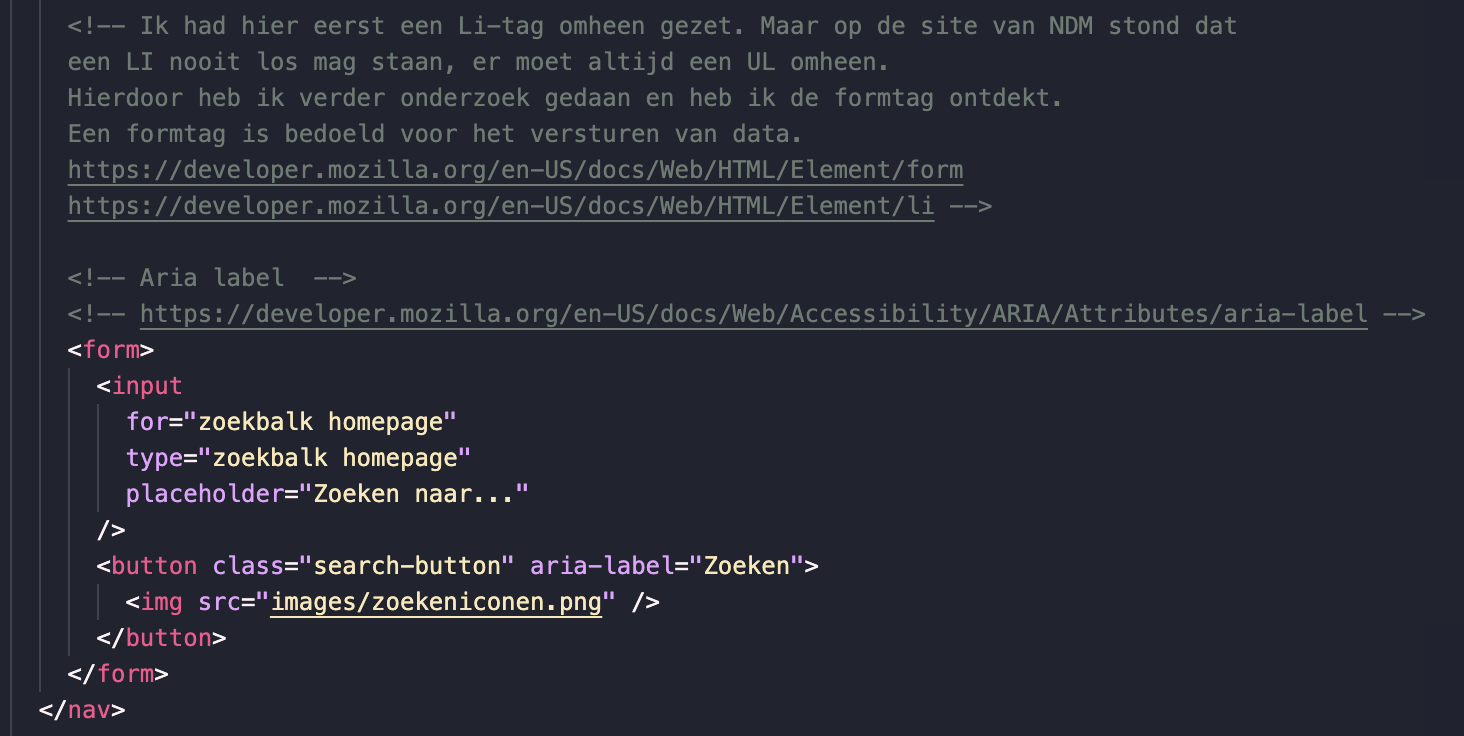 <!-- Ik had hier eerst een Li-tag omheen gezet. Maar op de site van NDM stond dat
een LI nooit los mag staan, er moet altijd een UL omheen.
Hierdoor heb ik verder onderzoek gedaan en heb ik de formtag ontdekt.
Een formtag is bedoeld voor het versturen van data.
https://developer.mozilla.org/en-US/docs/Web/HTML/Element/form
https://developer.mozilla.org/en-US/docs/Web/HTML/Element/li -->
<!-- Aria label  -->
<!-- https://developer.mozilla.org/en-US/docs/Web/Accessibility/ARIA/Attributes/aria-label -->
<form>
<input
for="zoekbalk homepage"
type="zoekbalk homepage"
placeholder="Zoeken naar..."
/>
<button class="search-button" aria-label="Zoeken">
<img src="images/zoekeniconen.png" />
</button>
</form>
</nav>